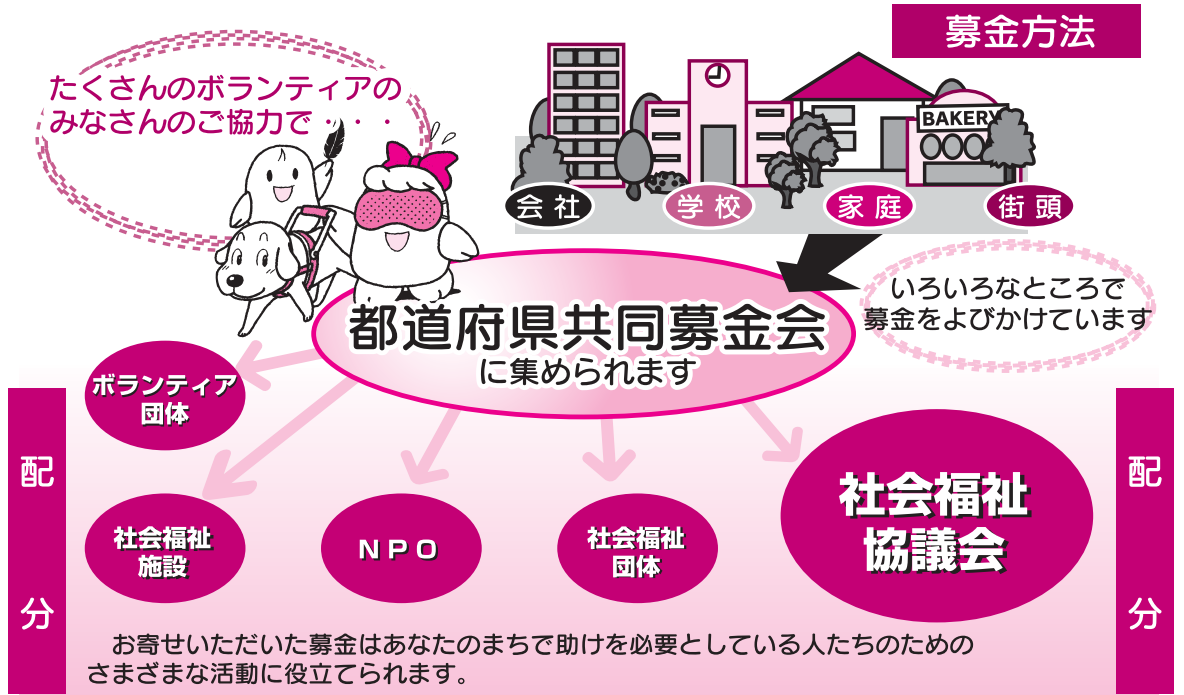 募金方法
たくさんのボランティアの
みなさんのご協力で・・・
BAKERY
会社
学校
家庭
街頭
いろいろなところで
募金をよびかけています
都道府県共同募金会
に集められます
配分
ボランティア
団体
社会福祉
施設
NPO
社会福祉
団体
社会福祉
協議会
配分
お寄せいただいた募金はあなたのまちで助けを必要としている人たちのための
さまざまな活動に役立てられます。